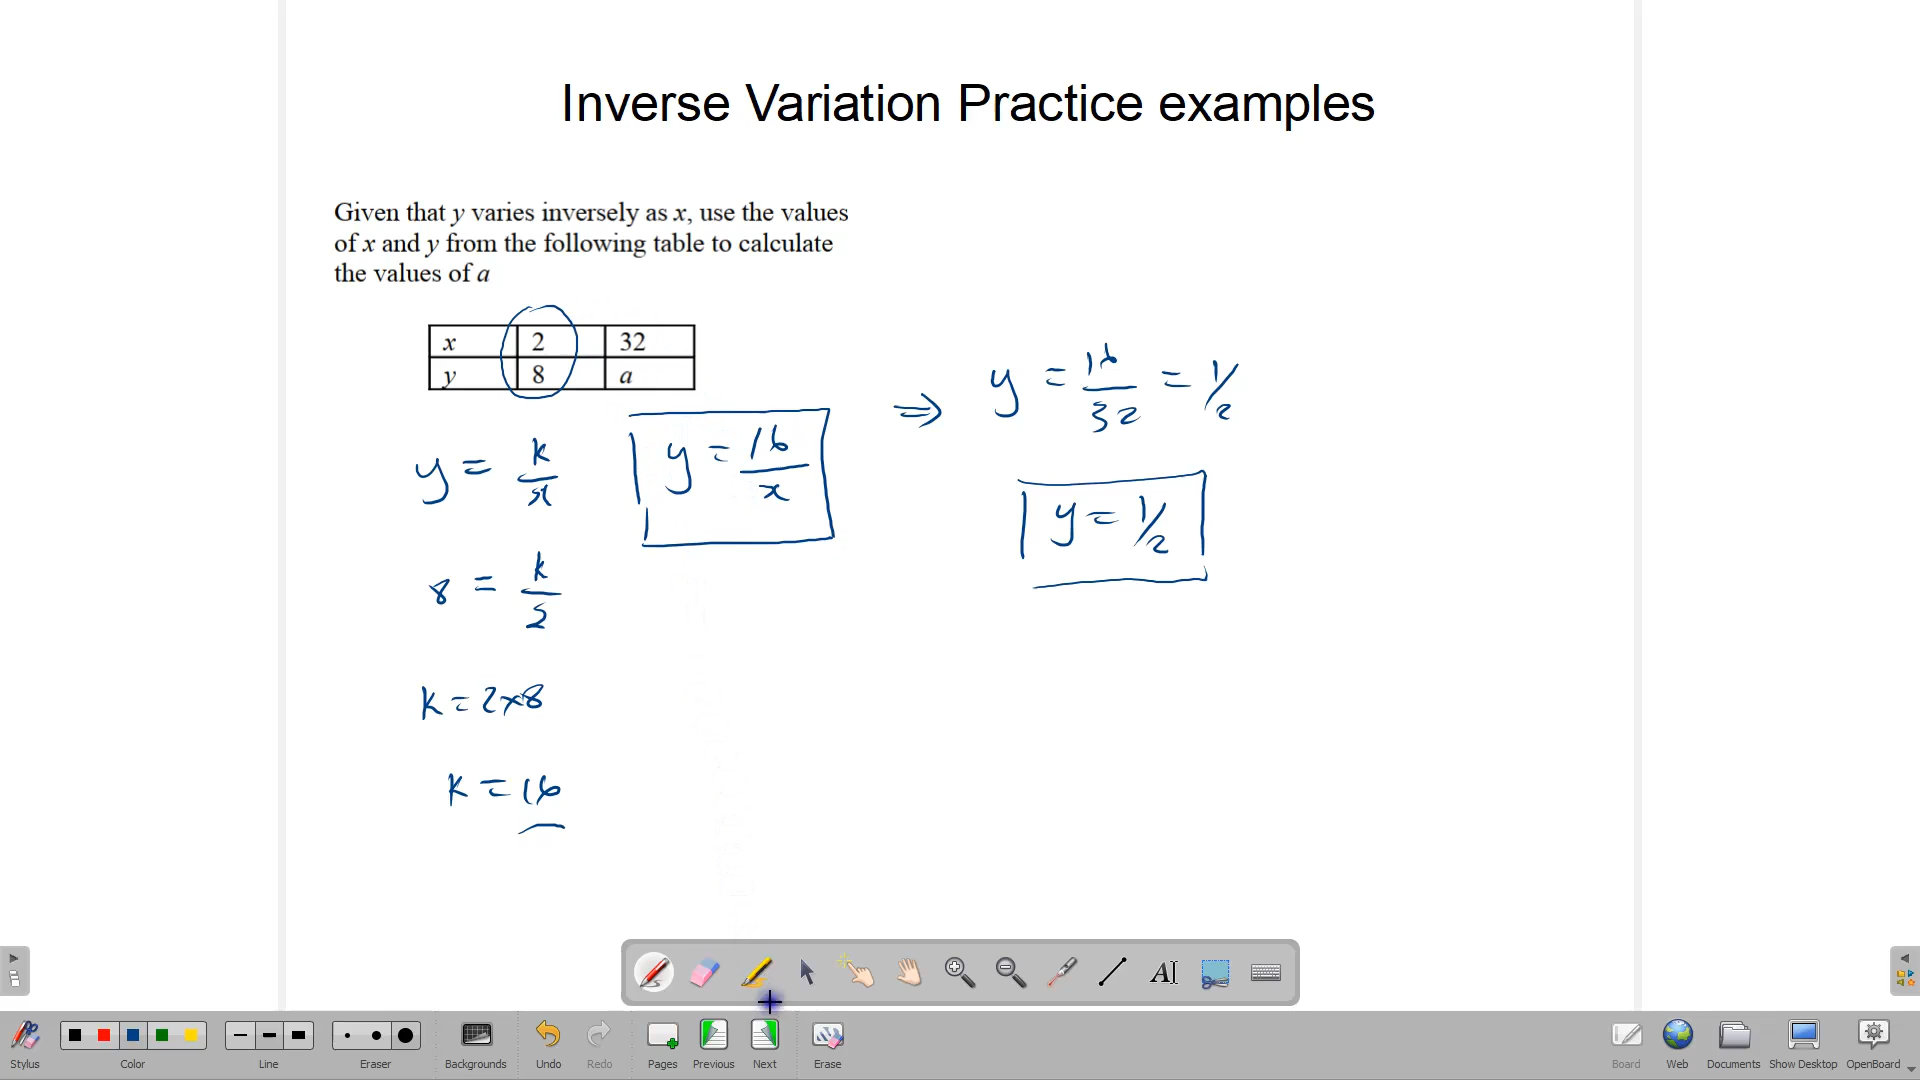 Inverse Variation Practice examples
Given that y varies inversely as x, use the values
of x and y from the following table to calculate
the values of a
x 2 32
y 8 a
y = k/x
8 = k/2
k = 2x8
k = 16
y = 16/x
⇒ y = 16/32 = 1/2
y = 1/2
Stylus Color Line Eraser Backgrounds Undo Redo Pages Previous Next Erase Board Web Documents Show Desktop OpenBoard